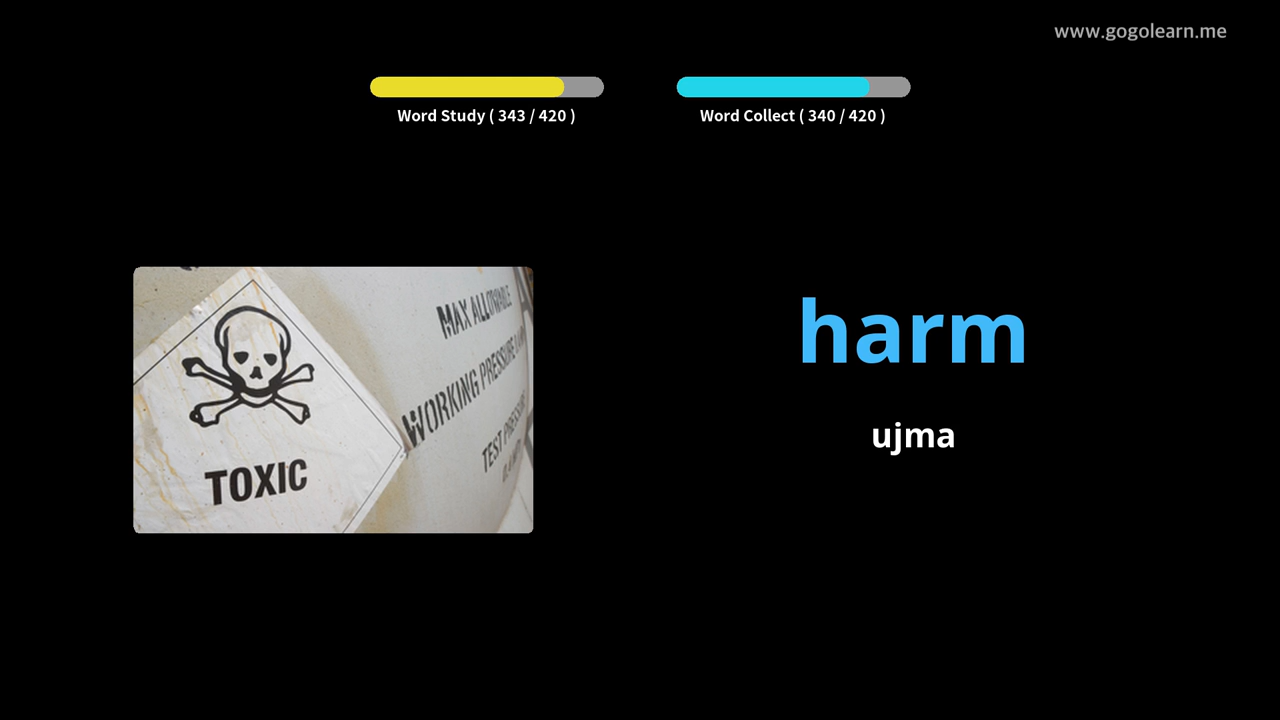 www.gogolearn.me
Word Study ( 343 / 420 )
Word Collect ( 340 / 420 )
MAX ALLOWABLE
WORKING PRESSURE
TEST PRESSURE
TOXIC
harm
ujma